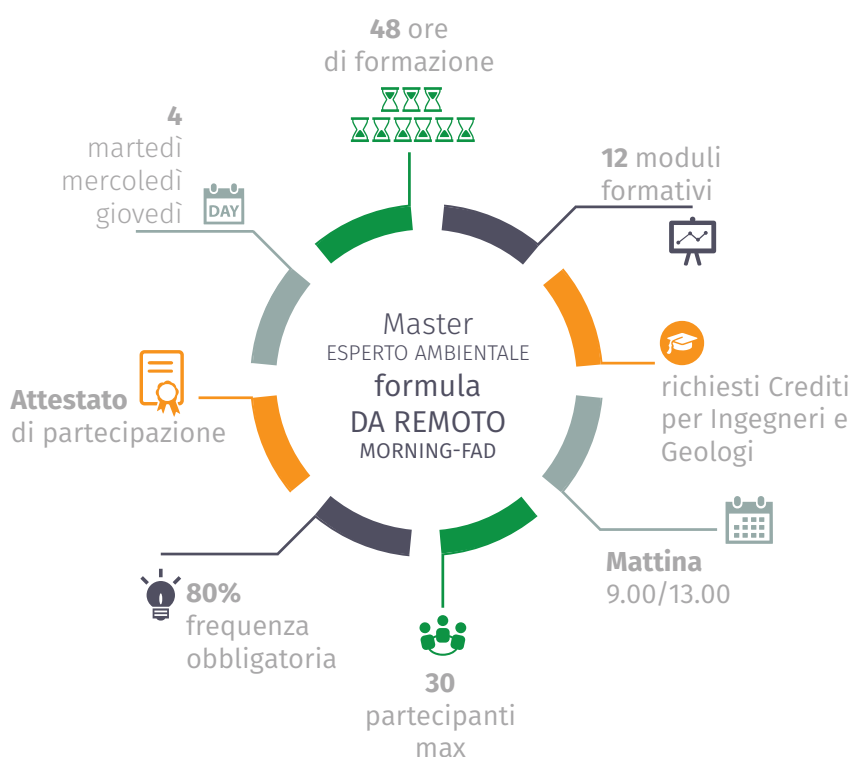 48 ore
di formazione
12 moduli
formativi
richiesti Crediti
per Ingegneri e
Geologi
Mattina
9.00/13.00
30
partecipanti
max
80%
frequenza
obbligatoria
Attestato
di partecipazione
4
martedì
mercoledì
giovedì
DAY
Master
ESPERTO AMBIENTALE
formula
DA REMOTO
MORNING-FAD